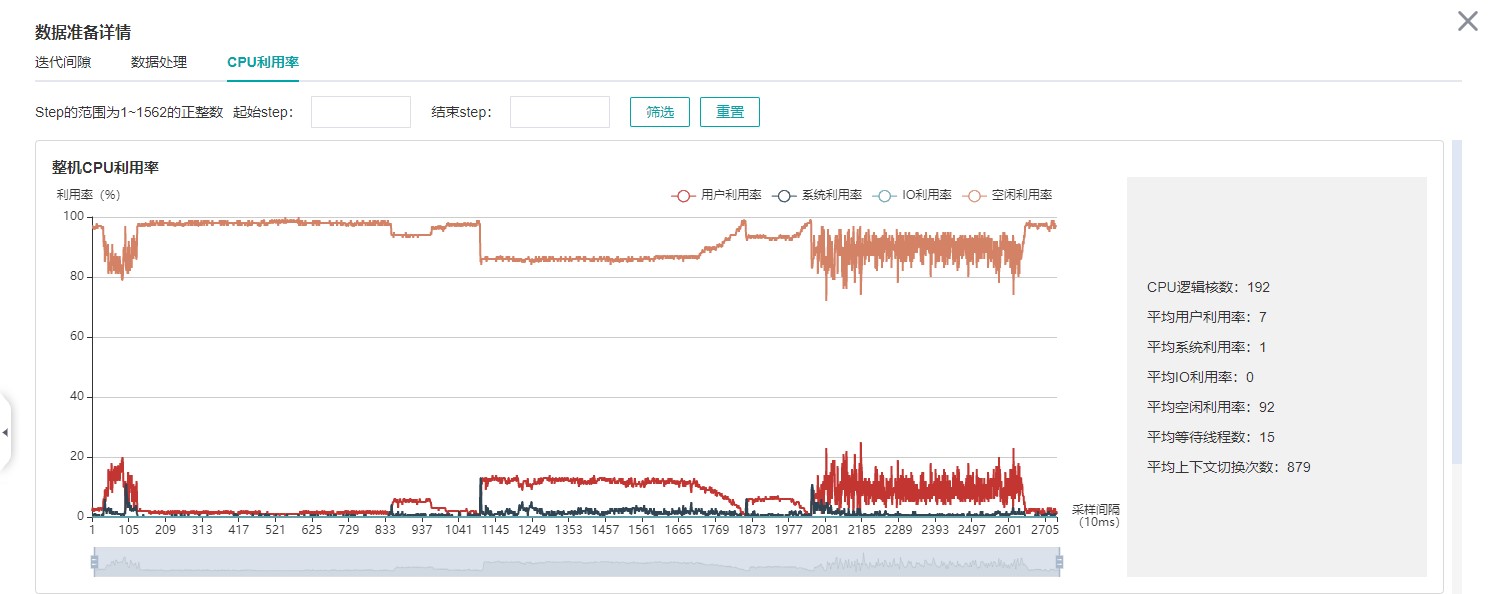 数据准备详情
迭代间隙 数据处理 CPU利用率
Step的范围为1~1562的正整数 起始step: 结束step: 筛选 重置
整机CPU利用率
利用率 (%)
用户利用率 系统利用率 IO利用率 空闲利用率
100
80
60
40
20
0
1 105 209 313 417 521 625 729 833 937 1041 1145 1249 1353 1457 1561 1665 1769 1873 1977 2081 2185 2289 2393 2497 2601 2705
采样间隔
(10ms)
CPU逻辑核数: 192
平均用户利用率: 7
平均系统利用率: 1
平均IO利用率: 0
平均空闲利用率: 92
平均等待线程数: 15
平均上下文切换次数: 879